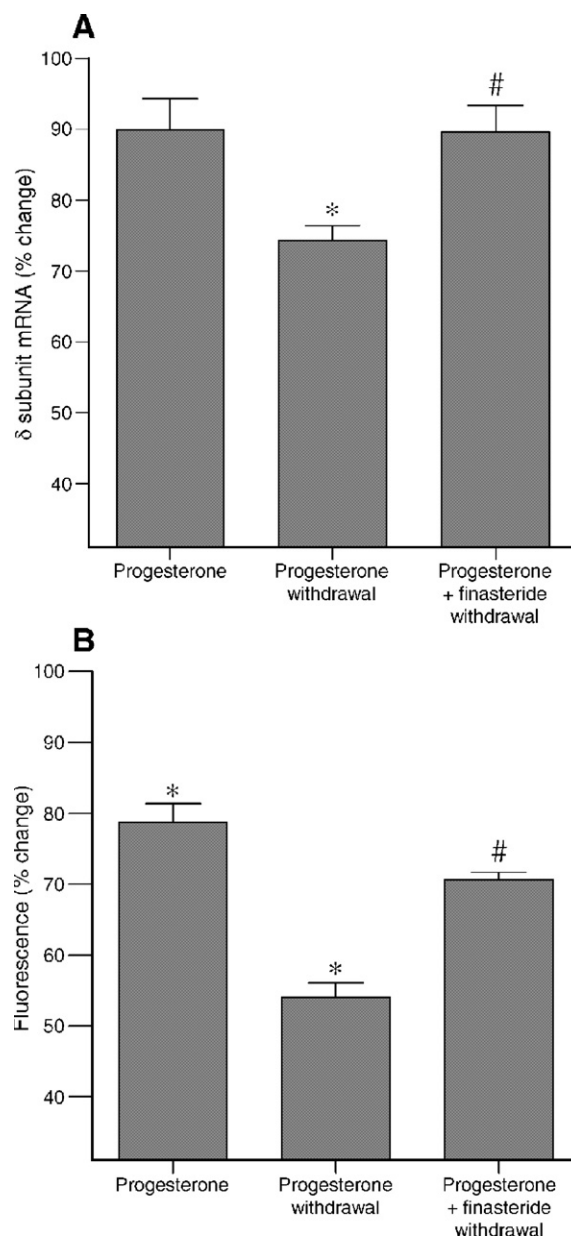 A
δ subunit mRNA (% change)
100
90
80
70
60
50
40
*
#
Progesterone
Progesterone
withdrawal
Progesterone
+ finasteride
withdrawal
B
Fluorescence (% change)
100
90
80
70
60
50
40
*
*
#
Progesterone
Progesterone
withdrawal
Progesterone
+ finasteride
withdrawal